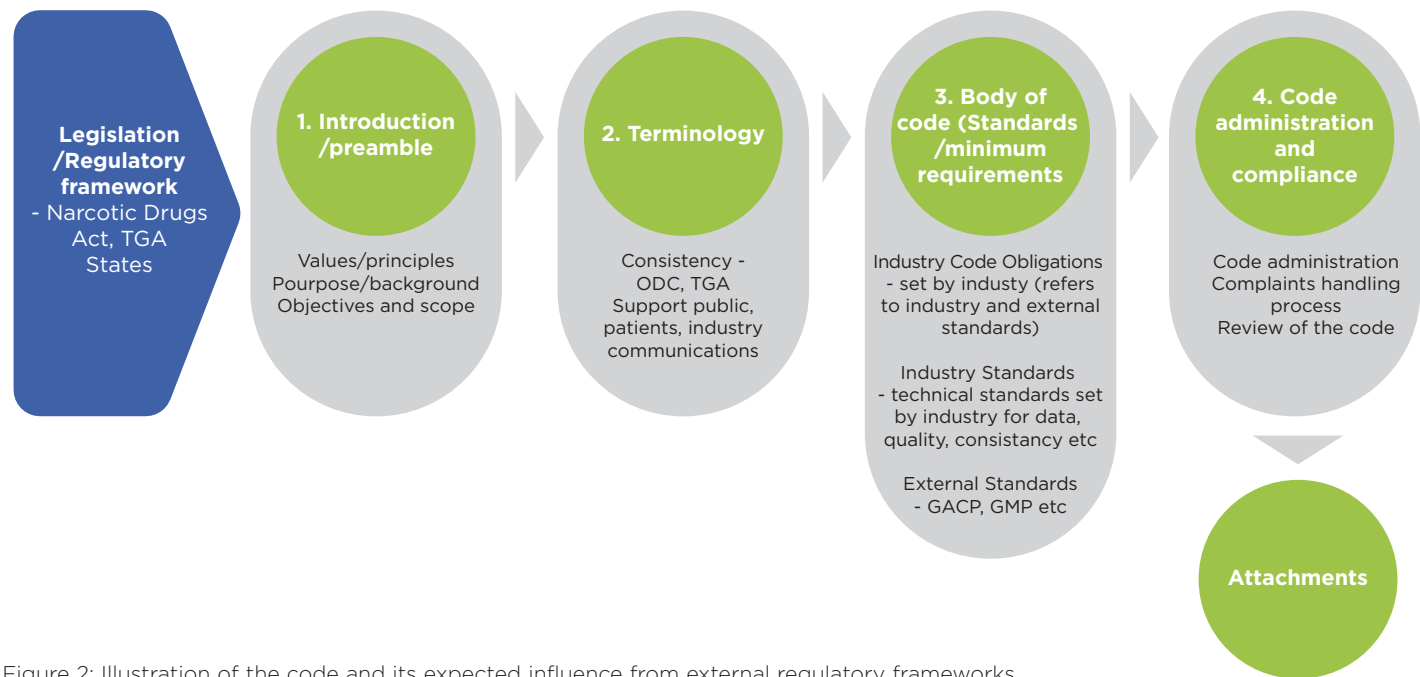 Legislation
/Regulatory
framework
- Narcotic Drugs
Act, TGA
States
1. Introduction
/preamble
Values/principles
Pourpose/background
Objectives and scope
2. Terminology
Consistency -
ODC, TGA
Support public,
patients, industry
communications
3. Body of
code (Standards
/minimum
requirements
Industry Code Obligations
- set by industy (refers
to industry and external
standards)
Industry Standards
- technical standards set
by industry for data,
quality, consistancy etc
External Standards
- GACP, GMP etc
4. Code
administration
and
compliance
Code administration
Complaints handling
process
Review of the code
Attachments
Figure 2: Illustration of the code and its expected influence from external regulatory frameworks